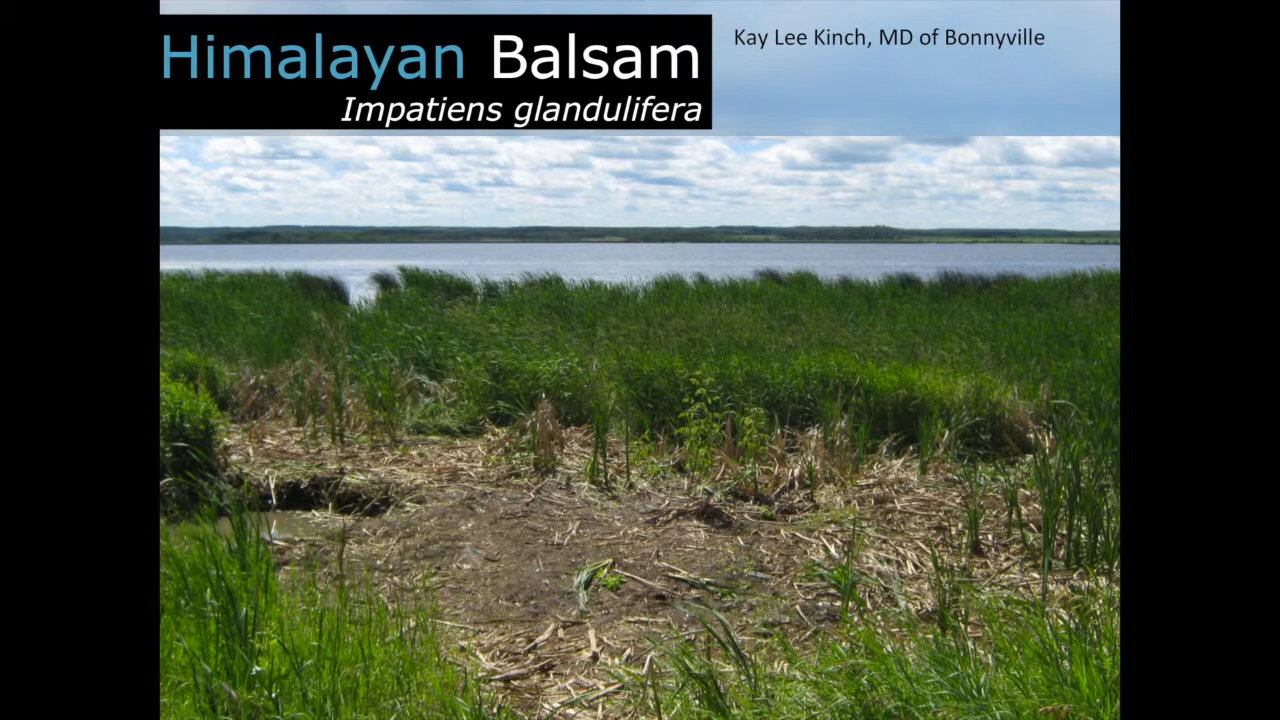 Himalayan Balsam
Impatiens glandulifera
Kay Lee Kinch, MD of Bonnyville